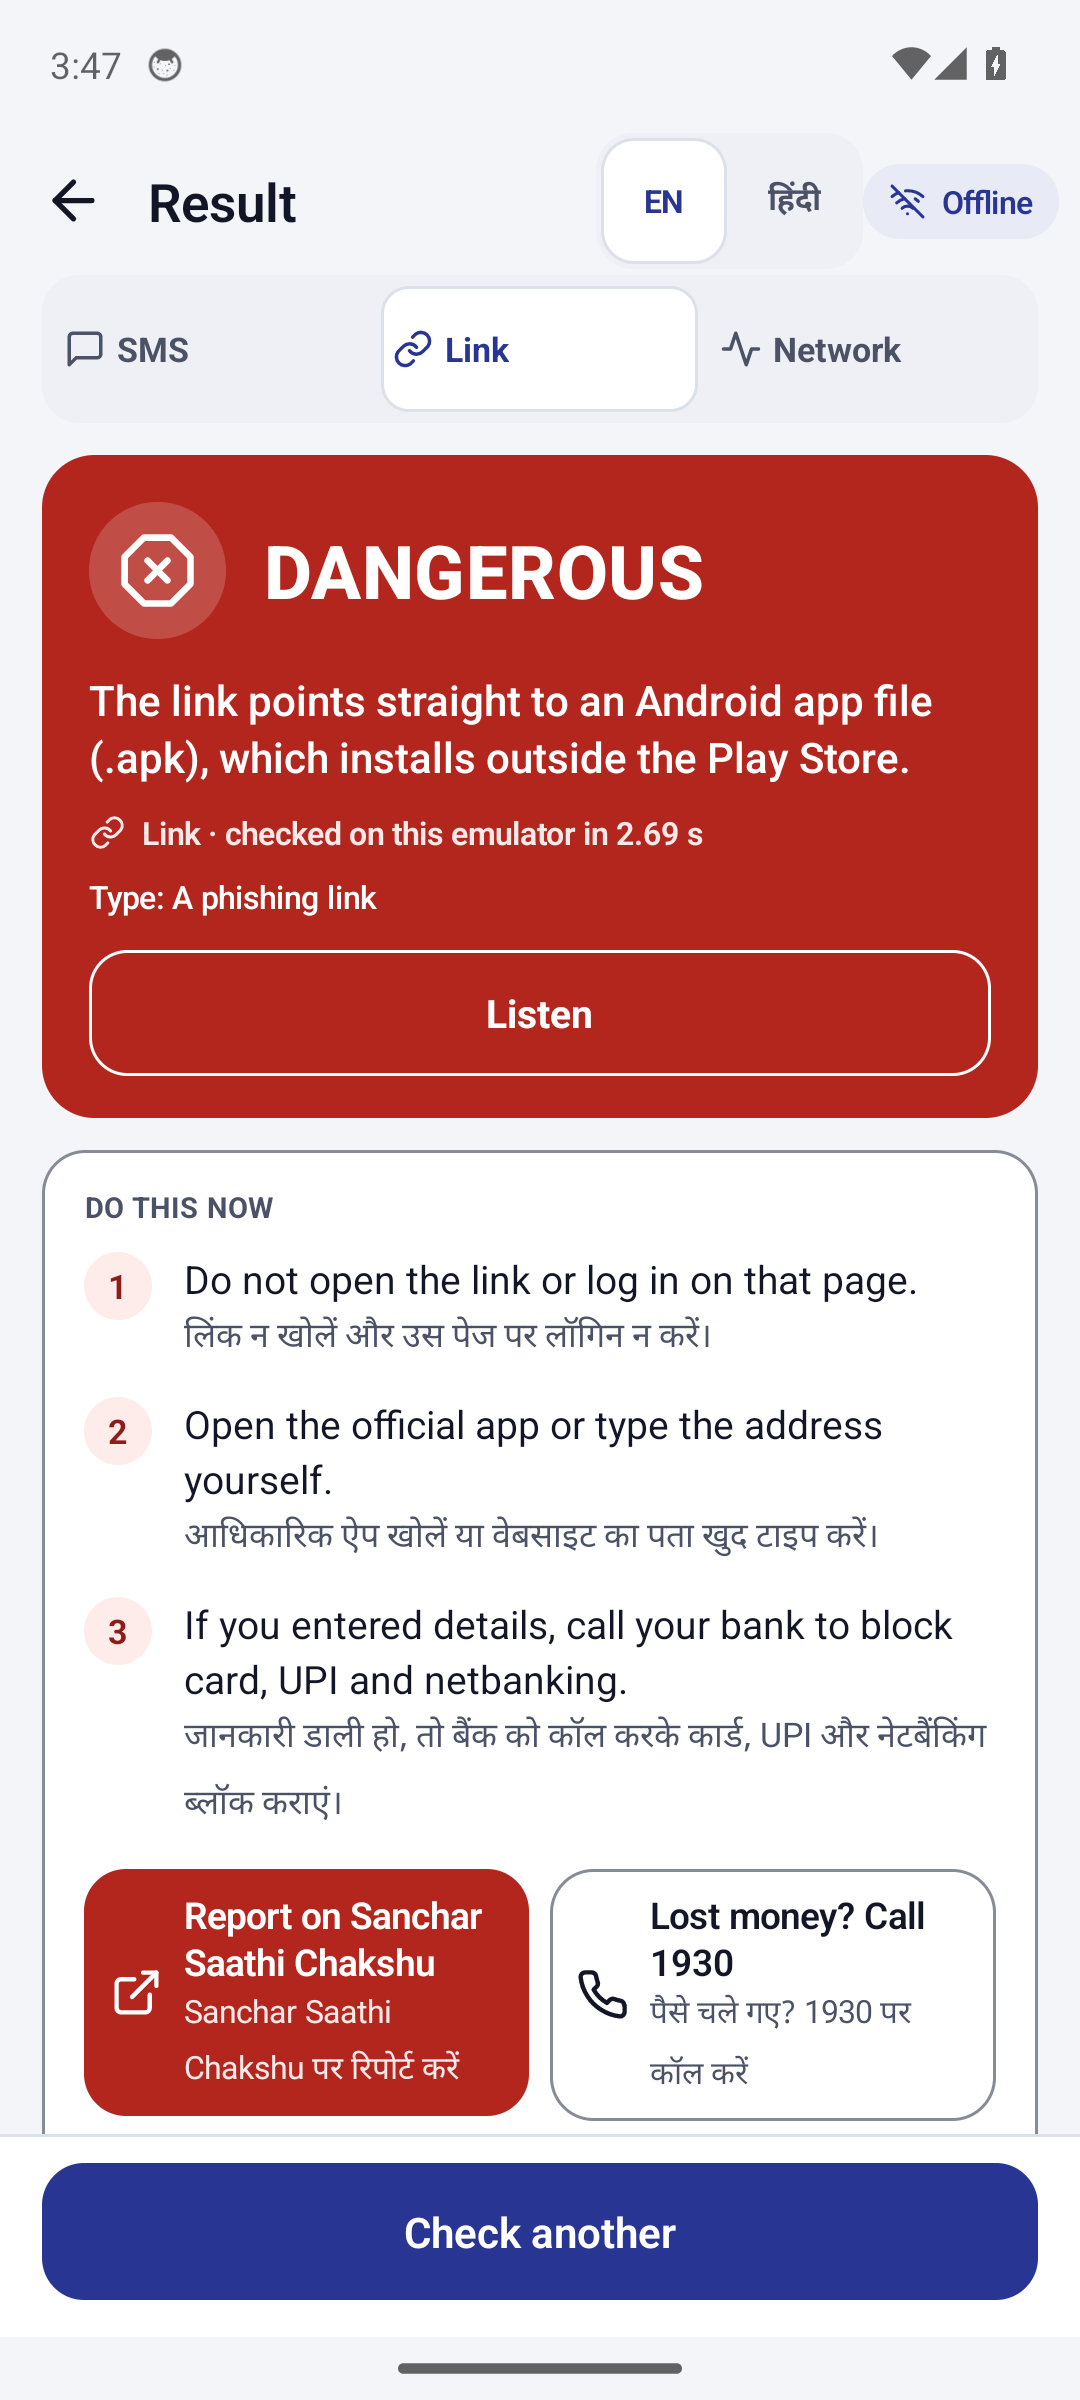 3:47
Result
EN
हिंदी
Offline
SMS
Link
Network
DANGEROUS
The link points straight to an Android app file
(.apk), which installs outside the Play Store.
Link · checked on this emulator in 2.69 s
Type: A phishing link
Listen
DO THIS NOW
1
Do not open the link or log in on that page.
लिंक न खोलें और उस पेज पर लॉगिन न करें।
2
Open the official app or type the address
yourself.
आधिकारिक ऐप खोलें या वेबसाइट का पता खुद टाइप करें।
3
If you entered details, call your bank to block
card, UPI and netbanking.
जानकारी डाली हो, तो बैंक को कॉल करके कार्ड, UPI और नेटबैंकिंग
ब्लॉक कराएं।
Report on Sanchar
Saathi Chakshu
Sanchar Saathi
Chakshu पर रिपोर्ट करें
Lost money? Call
1930
पैसे चले गए? 1930 पर
कॉल करें
Check another